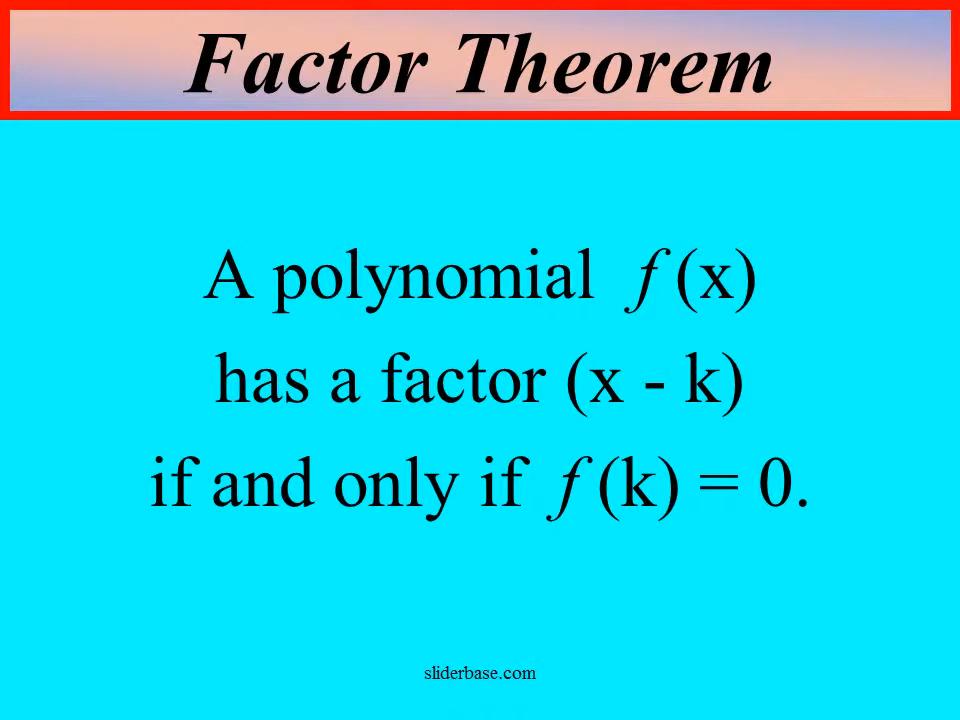 Factor Theorem
A polynomial f (x)
has a factor (x - k)
if and only if f (k) = 0.
sliderbase.com